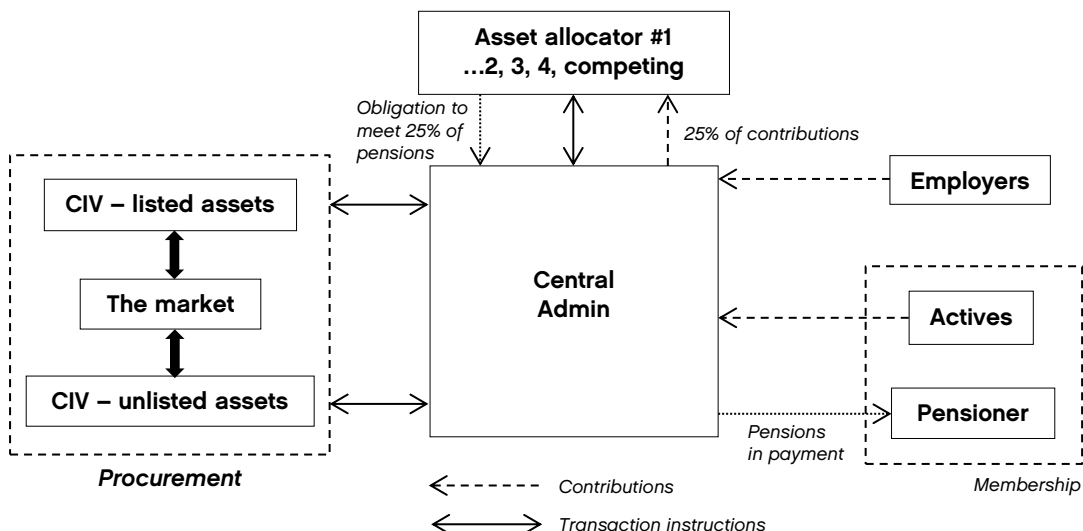 Asset allocator #1
...2, 3, 4, competing
Obligation to
meet 25% of
pensions
25% of contributions
CIV – listed assets
The market
CIV – unlisted assets
Procurement
Central
Admin
Employers
Actives
Pensioner
Pensions
in payment
Membership
Contributions
Transaction instructions